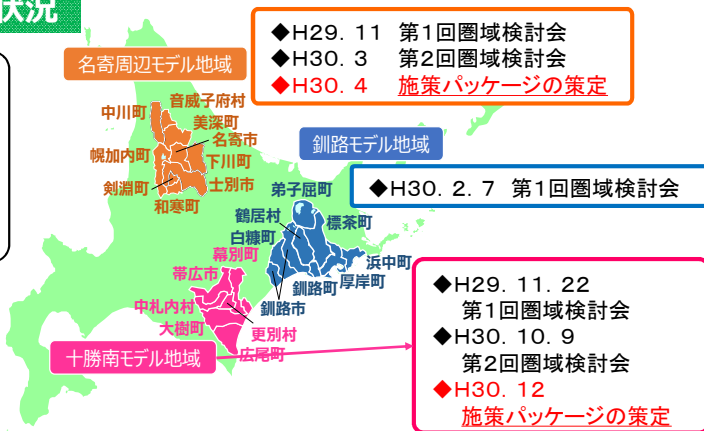 状況
◆H29．11　第1回圏域検討会
◆H30．3　第2回圏域検討会
◆H30．4　施策パッケージの策定
名寄周辺モデル地域
音威子府村
中川町
美深町
名寄市
幌加内町
下川町
剣淵町
士別市
和寒町
釧路モデル地域
◆H30．2．7　第1回圏域検討会
弟子屈町
鶴居村
標茶町
白糠町
浜中町
厚岸町
釧路町
釧路市
幕別町
帯広市
中札内村
大樹町
更別村
広尾町
十勝南モデル地域
◆H29．11．22
第1回圏域検討会
◆H30．10．9
第2回圏域検討会
◆H30．12
施策パッケージの策定